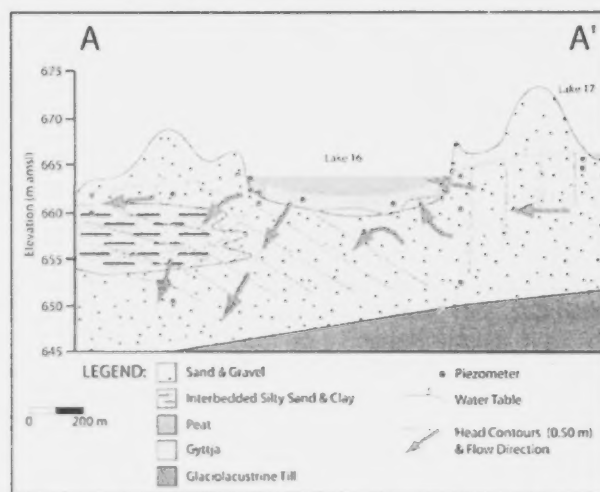 A A'
675
Lake 17
670
Lake 16
665
660
655
650
645
Elevation (m amsl)
LEGEND:
Sand & Gravel
Interbedded Silty Sand & Clay
Peat
Gyttja
Glaciolacustrine Till
Piezometer
Water Table
Head Contours (0.50 m)
& Flow Direction
0 200 m